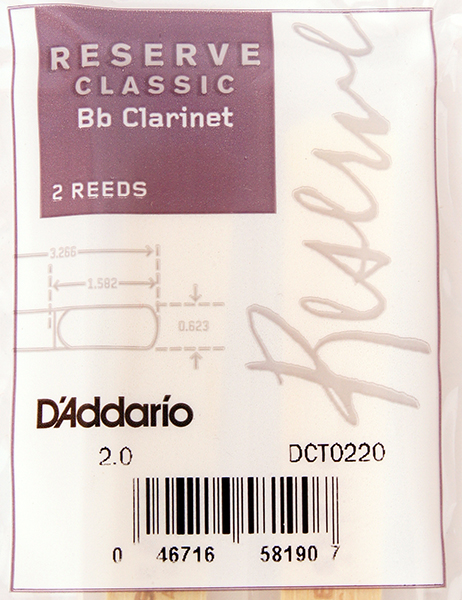 RESERVE
CLASSIC
Bb Clarinet
2 REEDS
Reserve
3.266
1.582
0.623
D'Addario
2.0 DCT0220
0 46716 58190 7